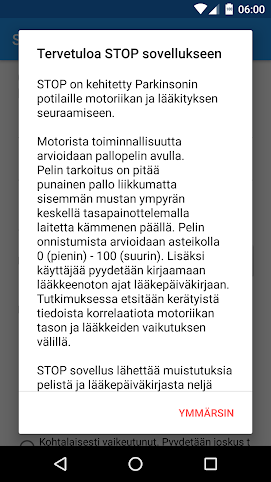 06:00
Tervetuloa STOP sovellukseen
STOP on kehitetty Parkinsonin
potilaille motoriikan ja lääkityksen
seuraamiseen.
Motorista toiminnallisuutta
arvioidaan pallopelin avulla.
Pelin tarkoitus on pitää
punainen pallo liikkumatta
sisemmän mustan ympyrän
keskellä tasapainottelemalla
laitetta kämmenen päällä. Pelin
onnistumista arvioidaan asteikolla
0 (pienin) - 100 (suurin). Lisäksi
käyttäjää pyydetään kirjaamaan
lääkkeenoton ajat lääkepäiväkirjaan.
Tutkimuksessa etsitään kerätyistä
tiedoista korrelaatiota motoriikan
tason ja lääkkeiden vaikutuksen
välillä.
STOP sovellus lähettää muistutuksia
pelistä ja lääkepäiväkirjasta neljä
YMMÄRSIN
Kohtalaisesti vaikeutunut. Pyydetään joskus t